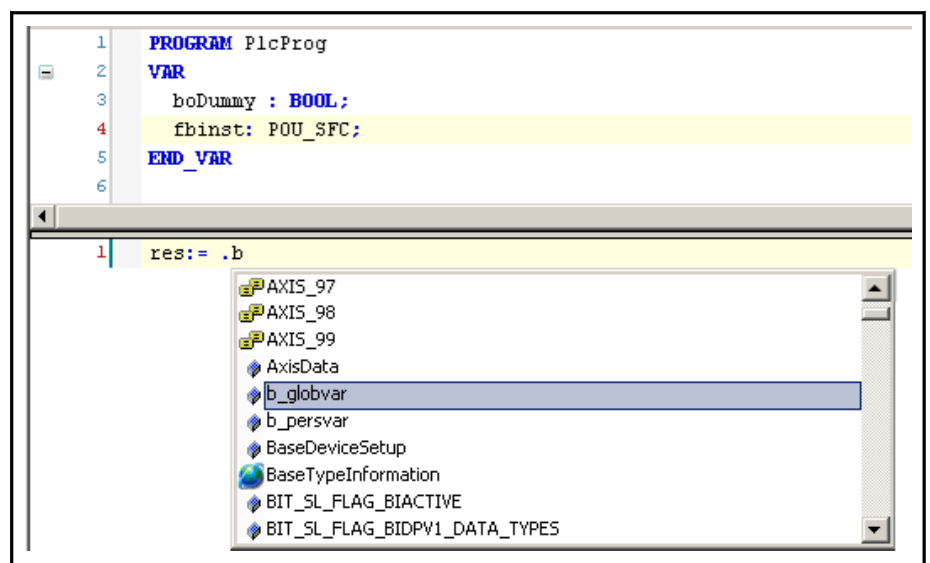 1 PROGRAM PlcProg
2 VAR
3 boDummy : BOOL;
4 fbinst: POU_SFC;
5 END_VAR
6
1 res:= .b
AXIS_97
AXIS_98
AXIS_99
AxisData
b_globvar
b_persvar
BaseDeviceSetup
BaseTypeInformation
BIT_SL_FLAG_BIACTIVE
BIT_SL_FLAG_BIDPV1_DATA_TYPES